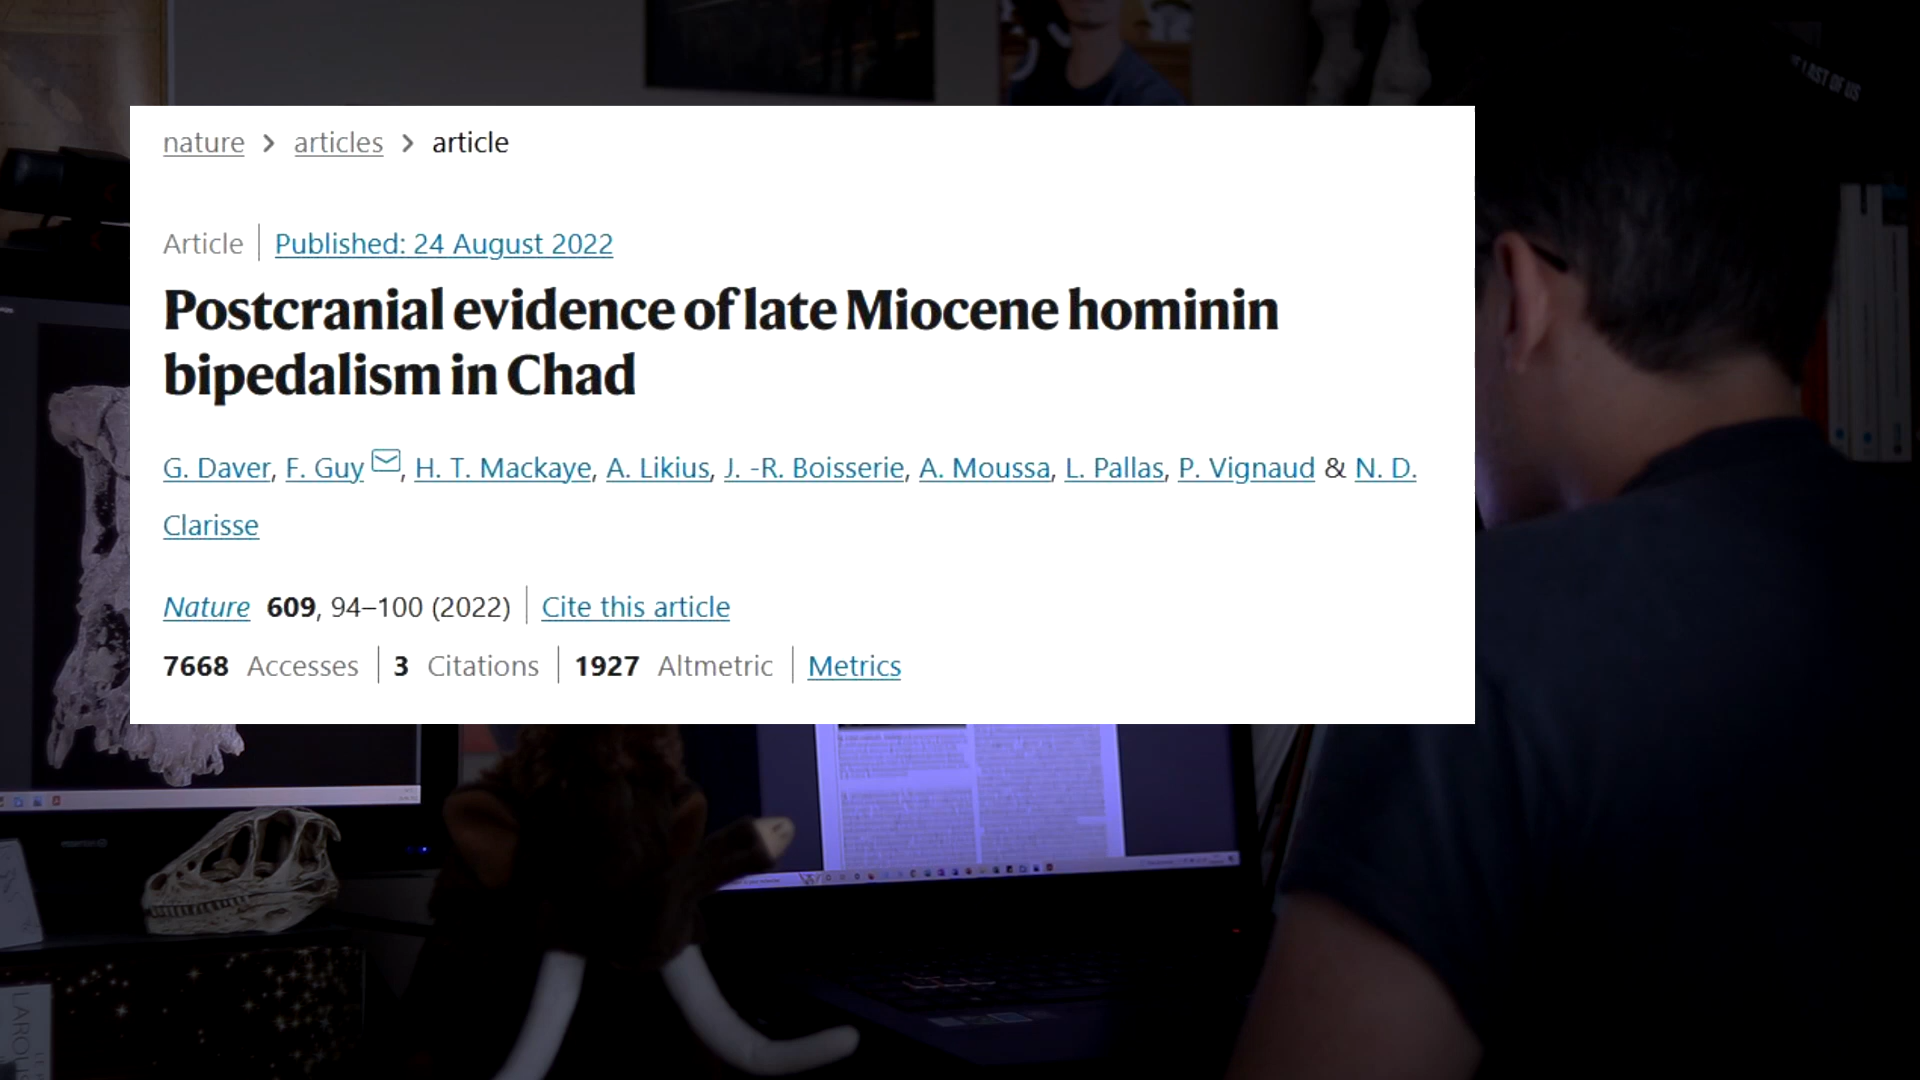 nature > articles > article
Article | Published: 24 August 2022
Postcranial evidence of late Miocene hominin
bipedalism in Chad
G. Daver, F. Guy, H. T. Mackaye, A. Likius, J. -R. Boisserie, A. Moussa, L. Pallas, P. Vignaud & N. D.
Clarisse
Nature 609, 94–100 (2022) | Cite this article
7668 Accesses | 3 Citations | 1927 Altmetric | Metrics
OF US